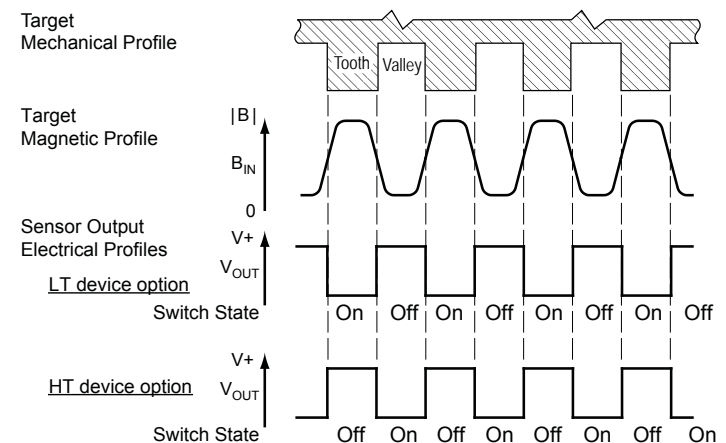 Target
Mechanical Profile
Tooth Valley
Target
Magnetic Profile
|B|
B_IN
0
Sensor Output
Electrical Profiles
V+
V_OUT
LT device option
Switch State
On Off On Off On Off On Off
V+
HT device option
V_OUT
Switch State
Off On Off On Off On Off On